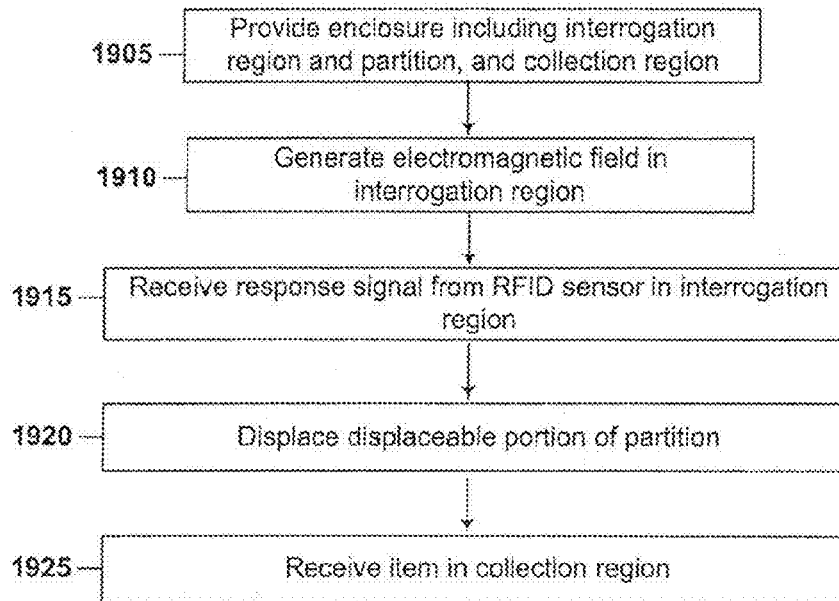 1905
Provide enclosure including interrogation
region and partition, and collection region
1910
Generate electromagnetic field in
interrogation region
1915
Receive response signal from RFID sensor in interrogation
region
1920
Displace displaceable portion of partition
1925
Receive item in collection region